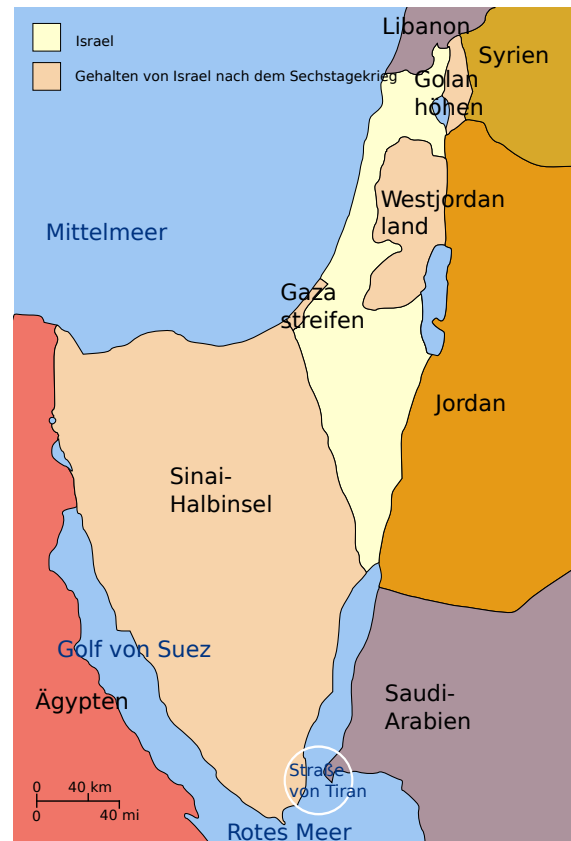 Libanon
Israel
Syrien
Gehalten von Israel nach dem Sechstagekrieg
Golan
höhen
Westjordan
land
Mittelmeer
Gaza
streifen
Jordan
Sinai-
Halbinsel
Golf von Suez
Ägypten
Saudi-
Arabien
Straße
von Tiran
0 40 km
0 40 mi
Rotes Meer